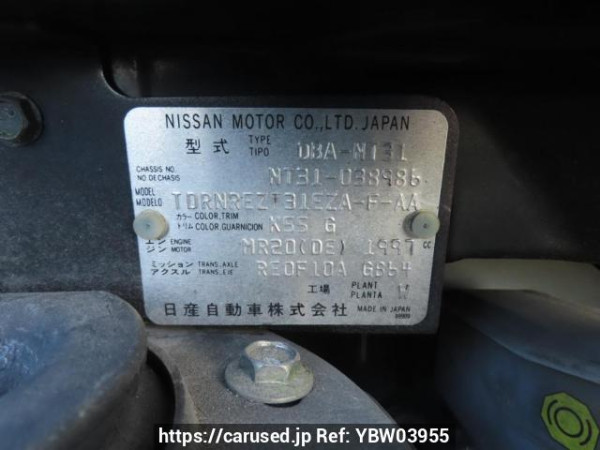 NISSAN MOTOR CO.,LTD. JAPAN
型式 TYPE TIPO DBA-NT31
CHASSIS NO. NO DE CHASIS NT31-038986
MODEL MODELO TDRNREZT31EZA-F-AA
カラー COLOR,TRIM トリム COLOR,GUARNICION K55 G
エンジン ENGINE MOTOR MR20(DE) 1997 CC
ミッション TRANS. AXLE アクスル TRANS. EJE RE0F10A GB54
工場 PLANT PLANTA
日産自動車株式会社 MADE IN JAPAN
https://carused.jp Ref: YBW03955